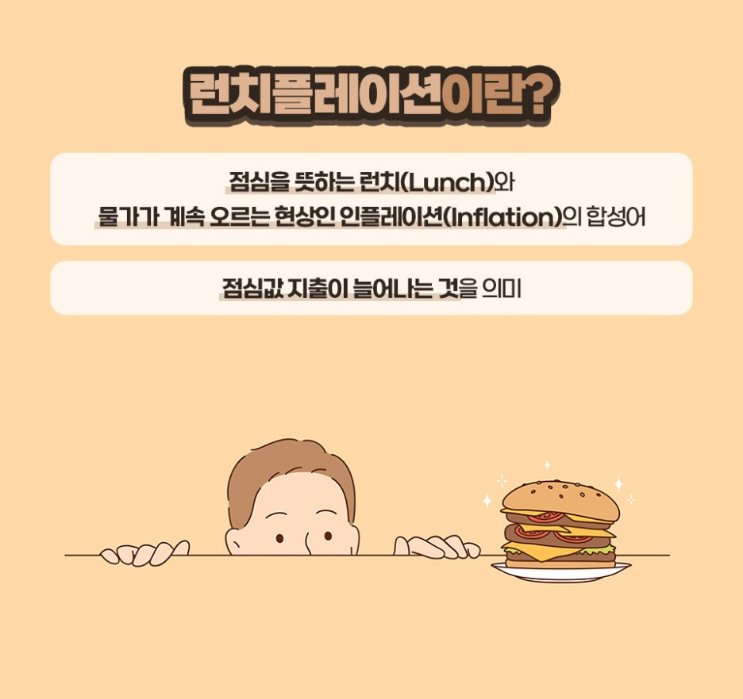 런치플레이션이란?
점심을 뜻하는 런치(Lunch)와
물가가 계속 오르는 현상인 인플레이션(Inflation)의 합성어
점심값 지출이 늘어나는 것을 의미